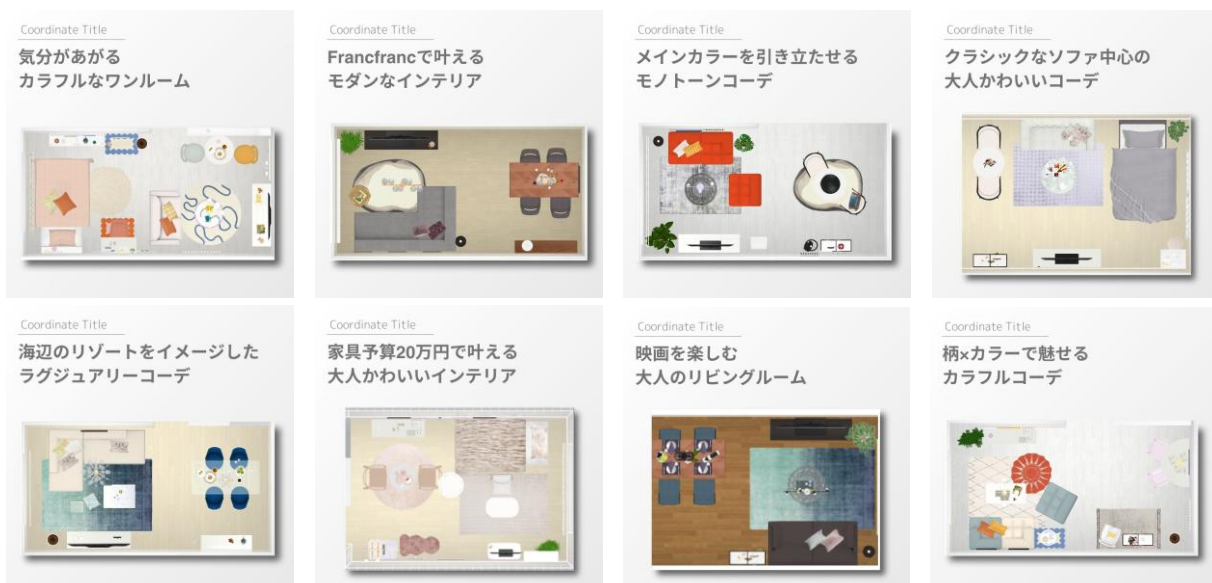 Coordinate Title
気分があがる
カラフルなワンルーム
Coordinate Title
Francfrancで叶える
モダンなインテリア
Coordinate Title
メインカラーを引き立たせる
モノトーンコーデ
Coordinate Title
クラシックなソファ中心の
大人かわいいコーデ
Coordinate Title
海辺のリゾートをイメージした
ラグジュアリーコーデ
Coordinate Title
家具予算20万円で叶える
大人かわいいインテリア
Coordinate Title
映画を楽しむ
大人のリビングルーム
Coordinate Title
柄×カラーで魅せる
カラフルコーデ